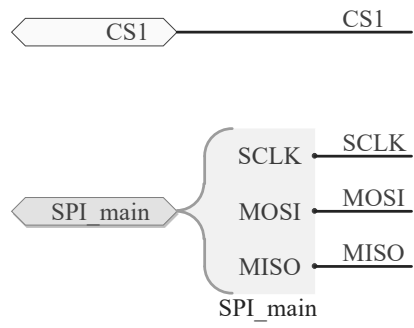 CS1 CS1
SCLK SCLK
SPI_main MOSI MOSI
MISO MISO
SPI_main